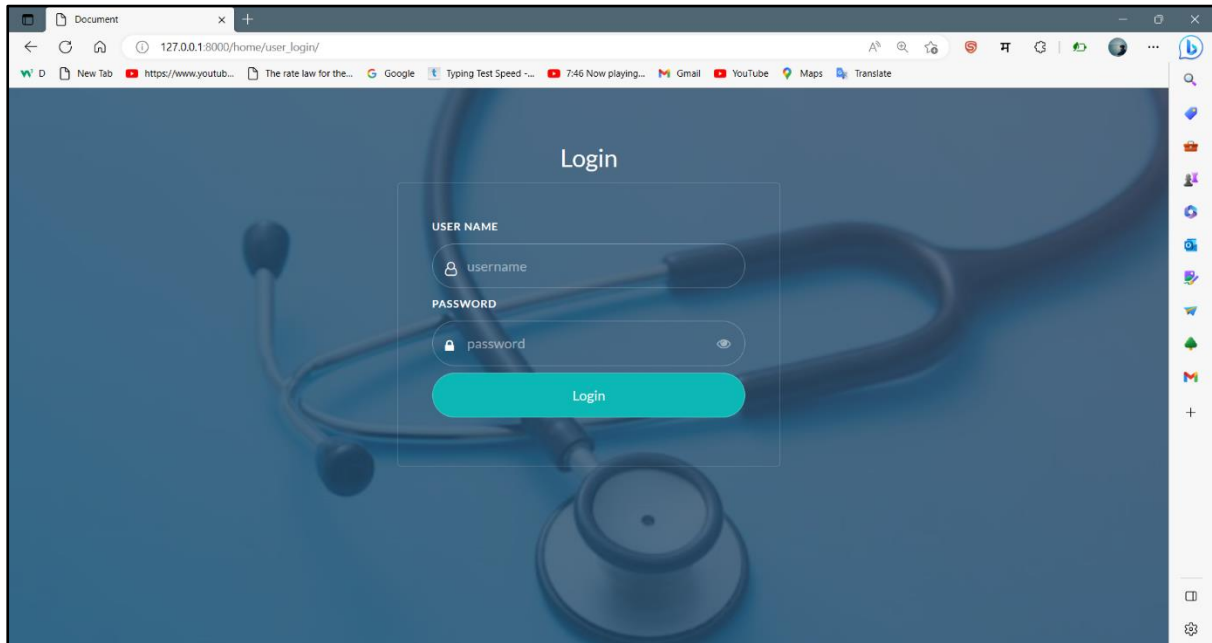 Document
127.0.0.1:8000/home/user_login/
D New Tab https://www.youtub... The rate law for the... Google Typing Test Speed -... 7:46 Now playing... Gmail YouTube Maps Translate
म
Login
USER NAME
username
PASSWORD
password
Login